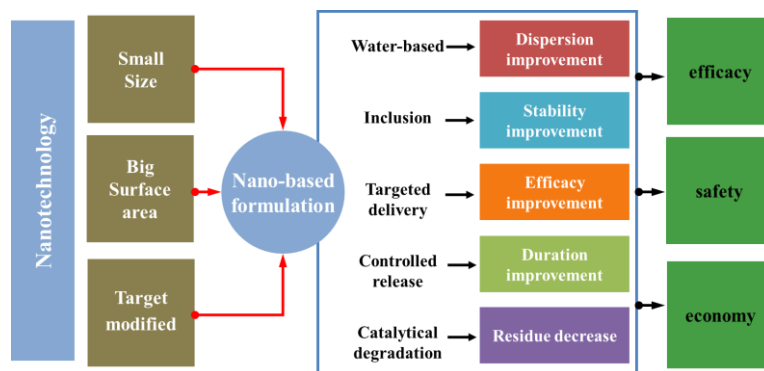 Nanotechnology
Small
Size
Big
Surface
area
Target
modified
Nano-based
formulation
Water-based
Dispersion
improvement
Inclusion
Stability
improvement
Targeted
delivery
Efficacy
improvement
Controlled
release
Duration
improvement
Catalytical
degradation
Residue decrease
efficacy
safety
economy